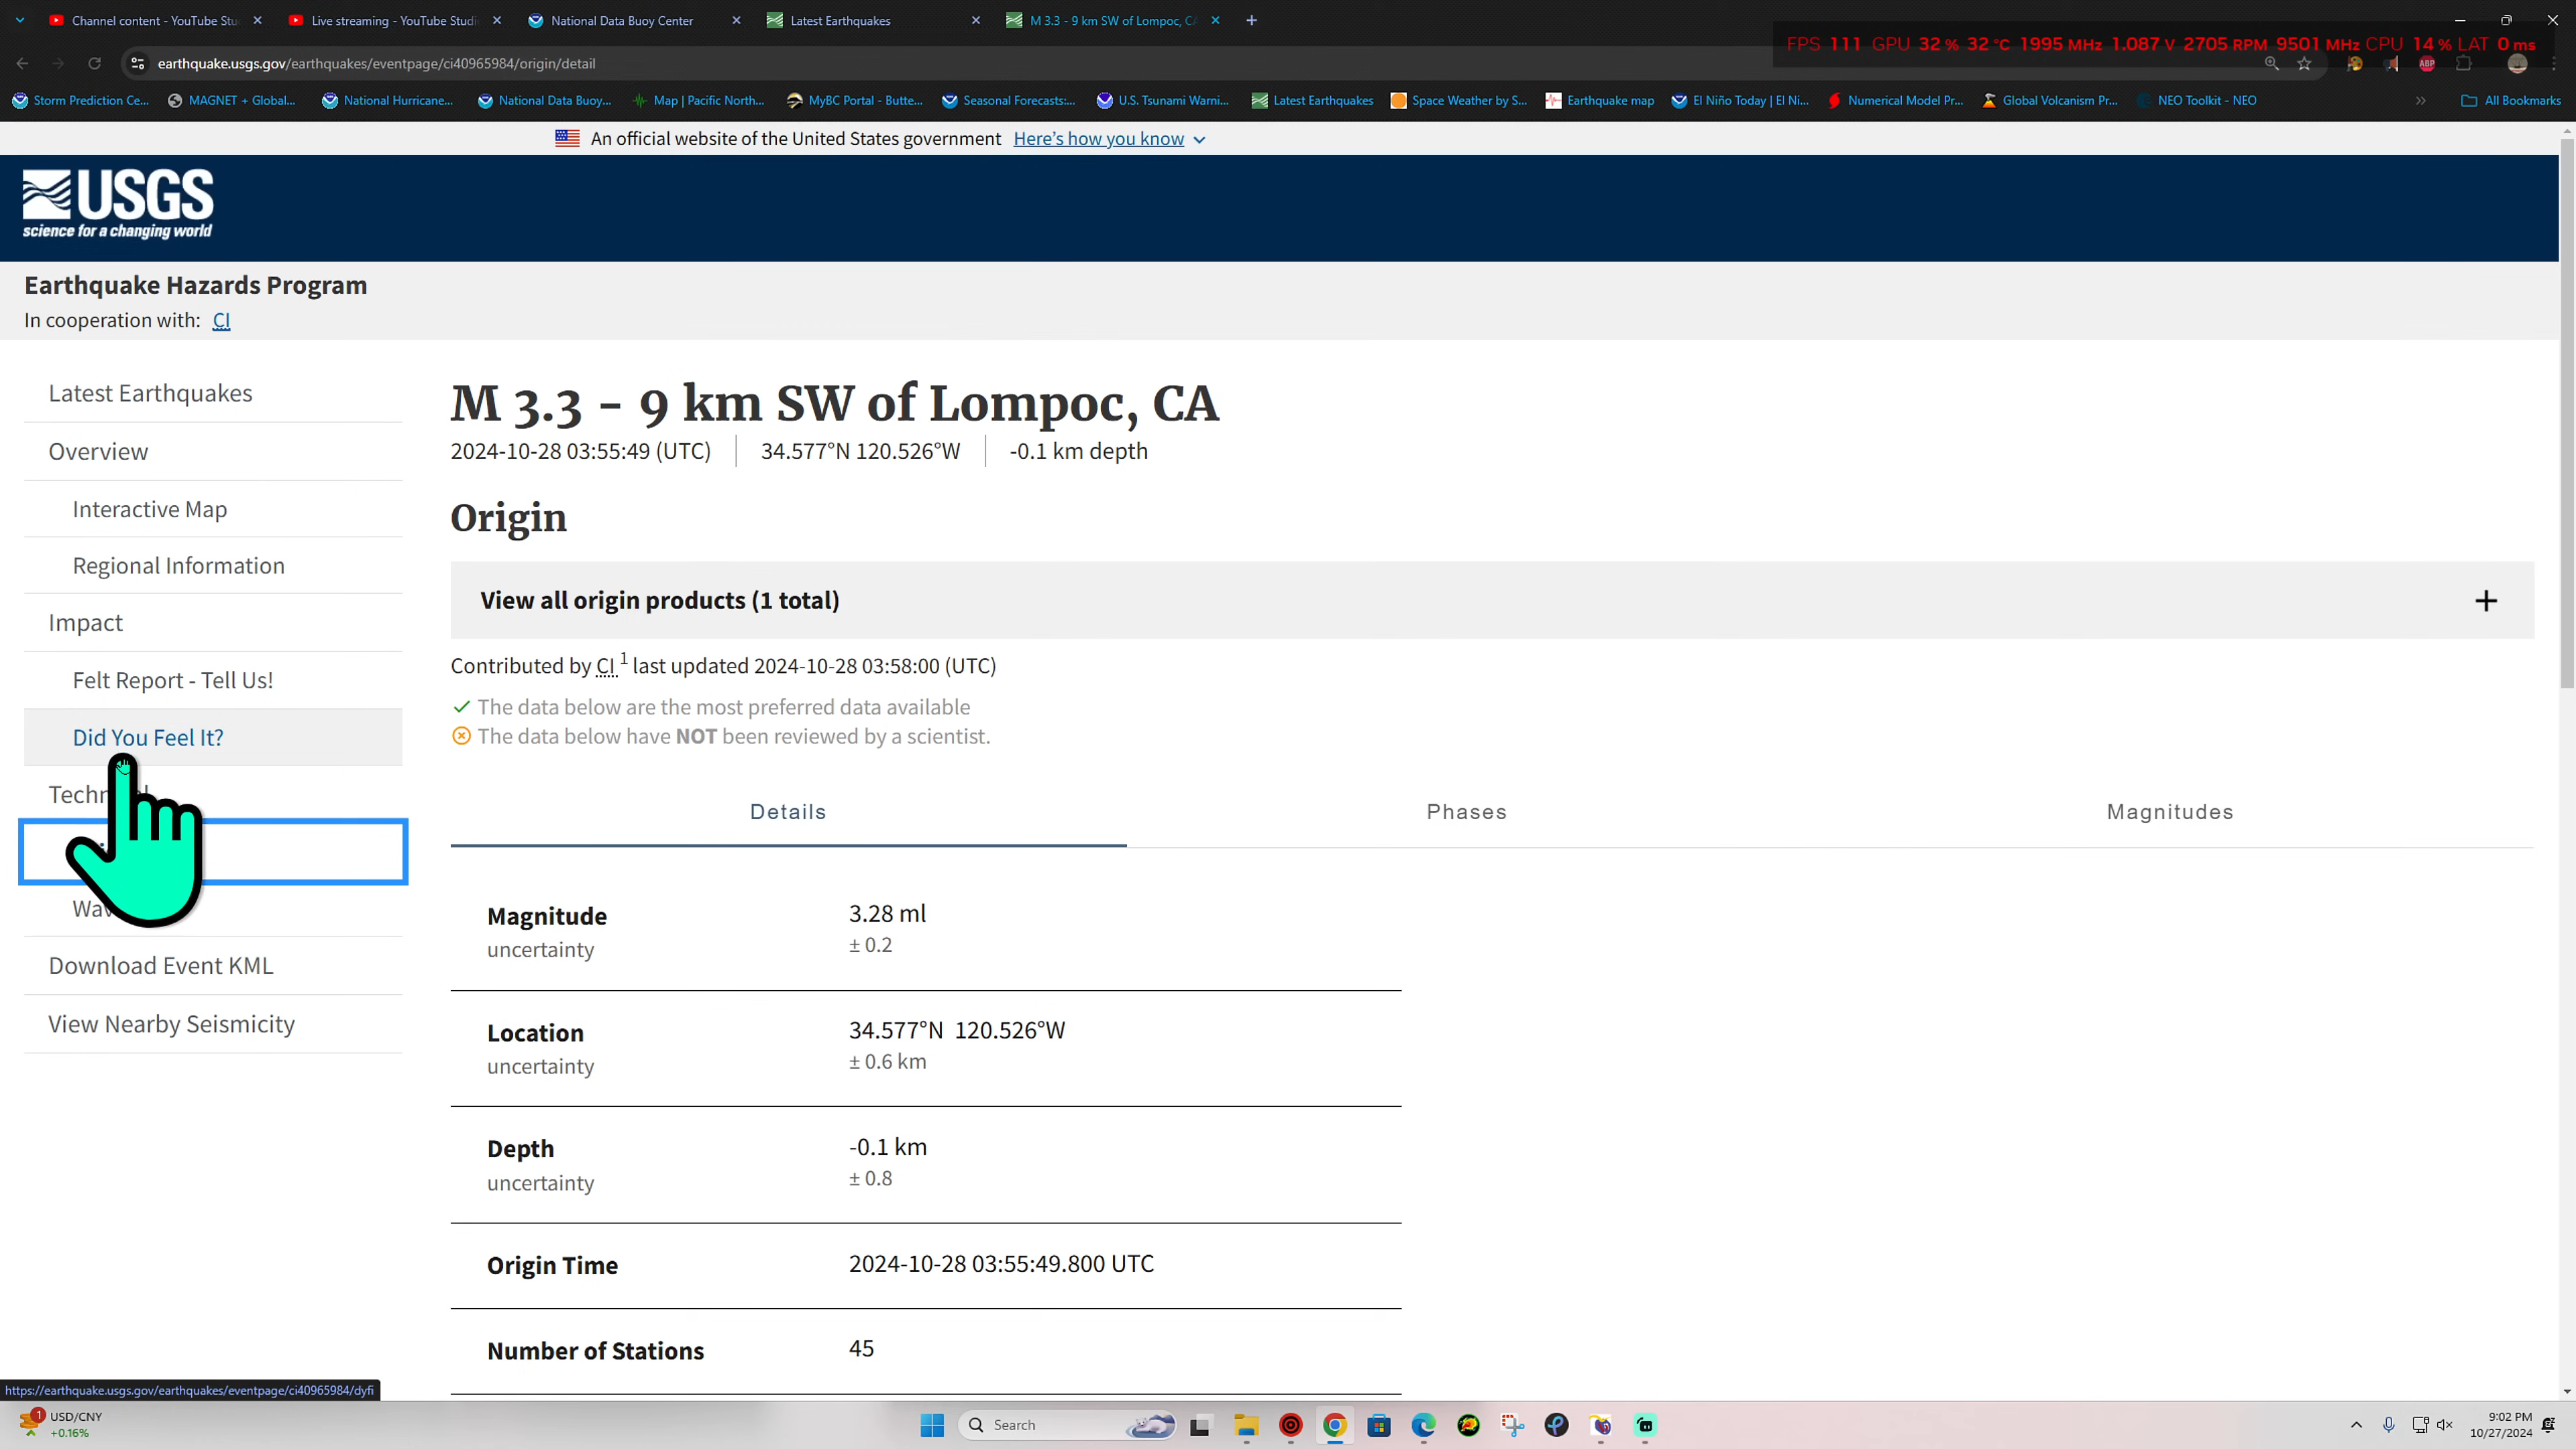 Channel content - YouTube Stu
Live streaming - YouTube Studi
National Data Buoy Center
Latest Earthquakes
M 3.3 - 9 km SW of Lompoc, CA
FPS 111 GPU 32 % 32 °C 1995 MHz 1.087 V 2705 RPM 9501 MHz CPU 14 % LAT 0 ms
earthquake.usgs.gov/earthquakes/eventpage/ci40965984/origin/detail
ABP
Storm Prediction Ce...
MAGNET + Global...
National Hurricane...
National Data Buoy...
Map | Pacific North...
MyBC Portal - Butte...
Seasonal Forecasts:...
U.S. Tsunami Warni...
Latest Earthquakes
Space Weather by S...
Earthquake map
El Niño Today | El Ni...
Numerical Model Pr...
Global Volcanism Pr...
NEO Toolkit - NEO
All Bookmarks
An official website of the United States government Here's how you know
USGS
science for a changing world
Earthquake Hazards Program
In cooperation with: CI
Latest Earthquakes
Overview
Interactive Map
Regional Information
Impact
Felt Report - Tell Us!
Did You Feel It?
Download Event KML
View Nearby Seismicity
M 3.3 - 9 km SW of Lompoc, CA
2024-10-28 03:55:49 (UTC)
34.577°N 120.526°W
-0.1 km depth
Origin
View all origin products (1 total)
Contributed by CI 1 last updated 2024-10-28 03:58:00 (UTC)
The data below are the most preferred data available
The data below have NOT been reviewed by a scientist.
Details
Phases
Magnitudes
Magnitude 3.28 ml
uncertainty ± 0.2
Location 34.577°N 120.526°W
uncertainty ± 0.6 km
Depth -0.1 km
uncertainty ± 0.8
Origin Time 2024-10-28 03:55:49.800 UTC
Number of Stations 45
https://earthquake.usgs.gov/earthquakes/eventpage/ci40965984/dyfi
1
USD/CNY
+0.16%
Search
9:02 PM
10/27/2024